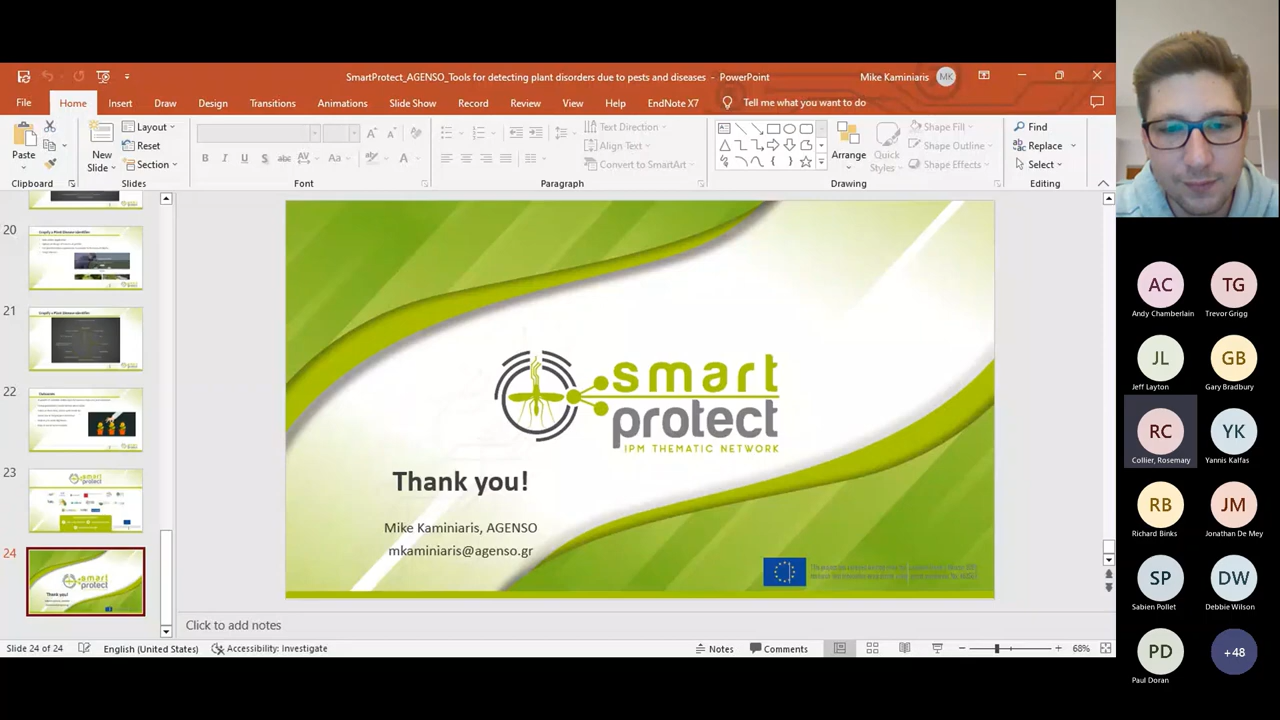 SmartProtect_AGENSO_Tools for detecting plant disorders due to pests and diseases - PowerPoint
Mike Kaminiaris MK
File Home Insert Draw Design Transitions Animations Slide Show Record Review View Help EndNote X7 Tell me what you want to do
Paste
Clipboard
New Slide
Layout
Reset
Section
Slides
B I U S abc AV Aa A
Font
Text Direction
Align Text
Convert to SmartArt
Paragraph
Arrange
Quick Styles
Shape Fill
Shape Outline
Shape Effects
Drawing
Find
Replace
Select
Editing
20
21
22
23
24
smart
protect
IPM THEMATIC NETWORK
Thank you!
Mike Kaminiaris, AGENSO
mkaminiaris@agenso.gr
Click to add notes
Slide 24 of 24 English (United States) Accessibility: Investigate Notes Comments 68%
AC TG
Andy Chamberlain Trevor Grigg
JL GB
Jeff Layton Gary Bradbury
RC YK
Collier, Rosemary Yannis Kalfas
RB JM
Richard Binks Jonathan De Mey
SP DW
Sabien Pollet Debbie Wilson
PD +48
Paul Doran